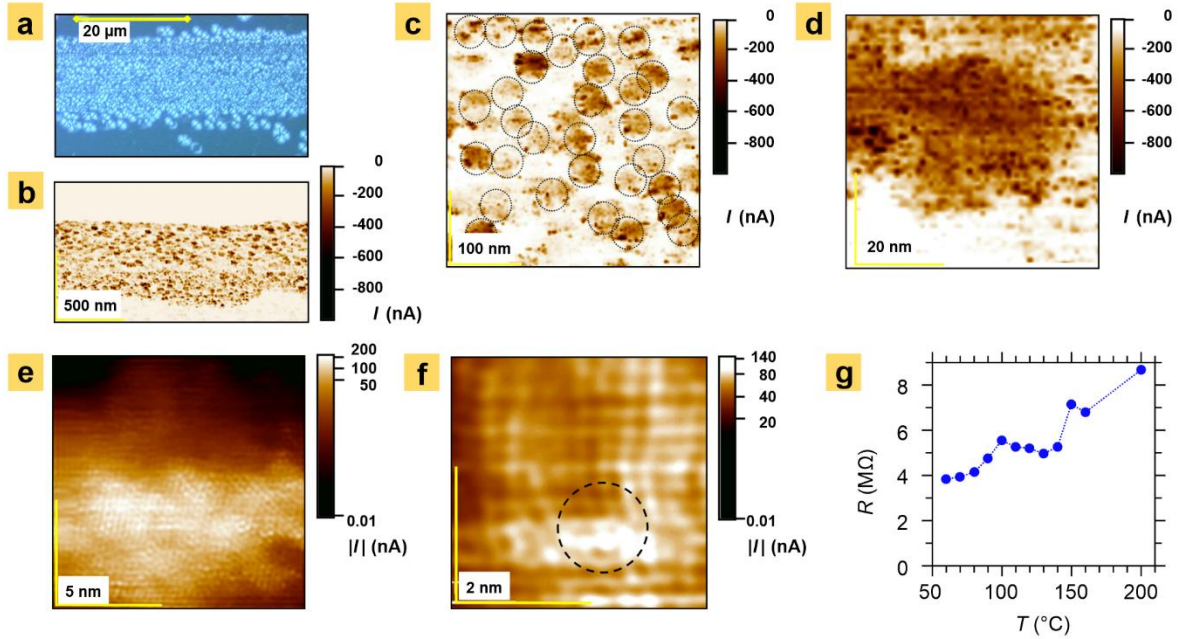 a
20 µm
b
500 nm
0
-200
-400
-600
-800
I (nA)
c
100 nm
0
-200
-400
-600
-800
I (nA)
d
20 nm
0
-200
-400
-600
-800
I (nA)
e
5 nm
200
100
50
0.01
|I| (nA)
f
2 nm
140
80
40
20
0.01
|I| (nA)
g
8
6
4
2
0
R (MΩ)
50 100 150 200
T (°C)